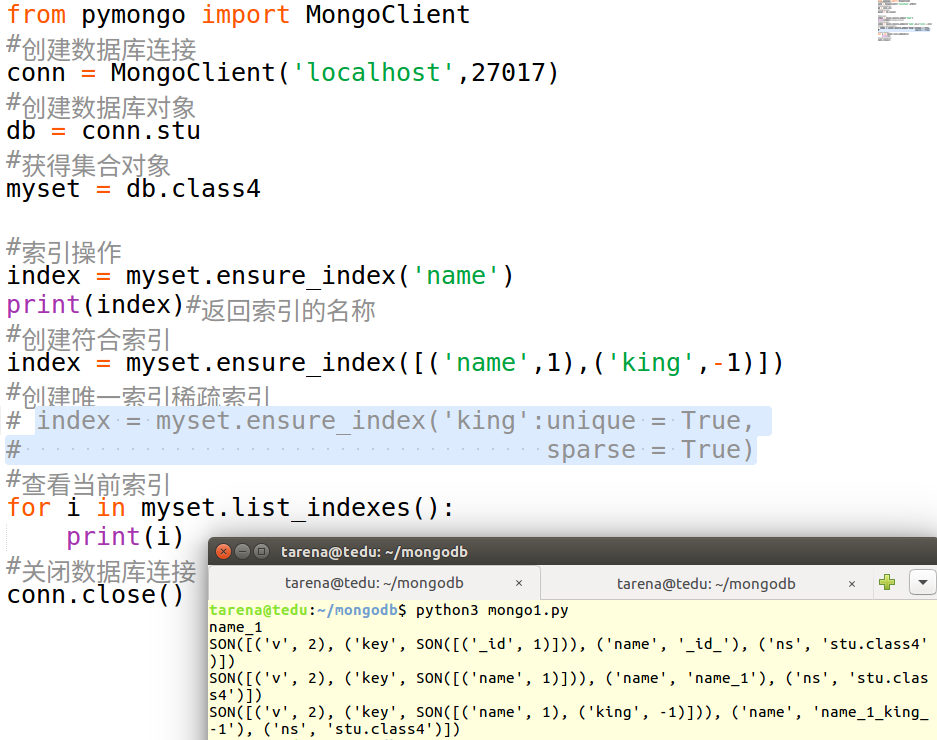 from pymongo import MongoClient
#创建数据库连接
conn = MongoClient('localhost',27017)
#创建数据库对象
db = conn.stu
#获得集合对象
myset = db.class4
#索引操作
index = myset.ensure_index('name')
print(index)#返回索引的名称
#创建符合索引
index = myset.ensure_index([('name',1),('king',-1)])
#创建唯一索引稀疏索引
# index = myset.ensure_index('king':unique = True,
# sparse = True)
#查看当前索引
for i in myset.list_indexes():
    print(i)
#关闭数据库连接
conn.close()
tarena@tedu: ~/mongodb
tarena@tedu: ~/mongodb × tarena@tedu: ~/mongodb ×
tarena@tedu:~/mongodb$ python3 mongo1.py
name_1
SON([('v', 2), ('key', SON([('_id', 1)])), ('name', '_id_'), ('ns', 'stu.class4'
)])
SON([('v', 2), ('key', SON([('name', 1)])), ('name', 'name_1'), ('ns', 'stu.clas
s4')])
SON([('v', 2), ('key', SON([('name', 1), ('king', -1)])), ('name', 'name_1_king_
-1'), ('ns', 'stu.class4')])